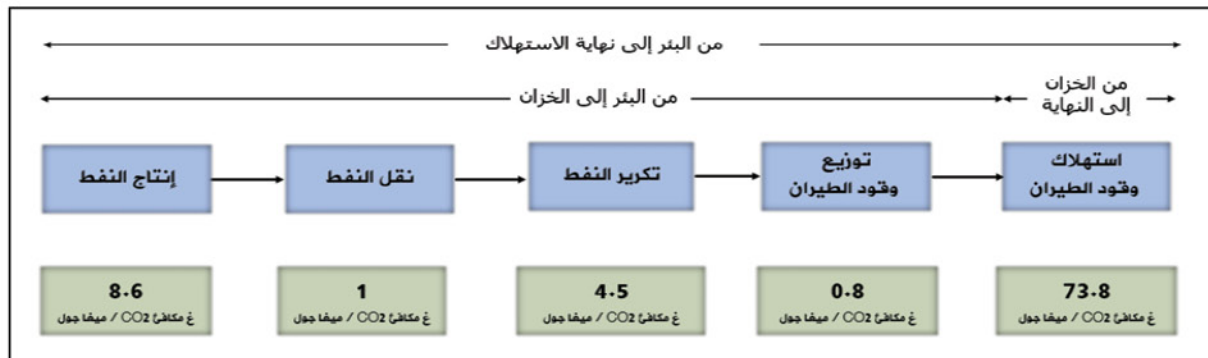 من البئر إلى نهاية الاستهلاك
من الخزان
إلى النهاية
من البئر إلى الخزان
إنتاج النفط
نقل النفط
تكرير النفط
توزيع
وقود الطيران
استهلاك
وقود الطيران
8.6
غ مكافئ CO2 / ميغا جول
1
غ مكافئ CO2 / ميغا جول
4.5
غ مكافئ CO2 / ميغا جول
0.8
غ مكافئ CO2 / ميغا جول
73.8
غ مكافئ CO2 / ميغا جول